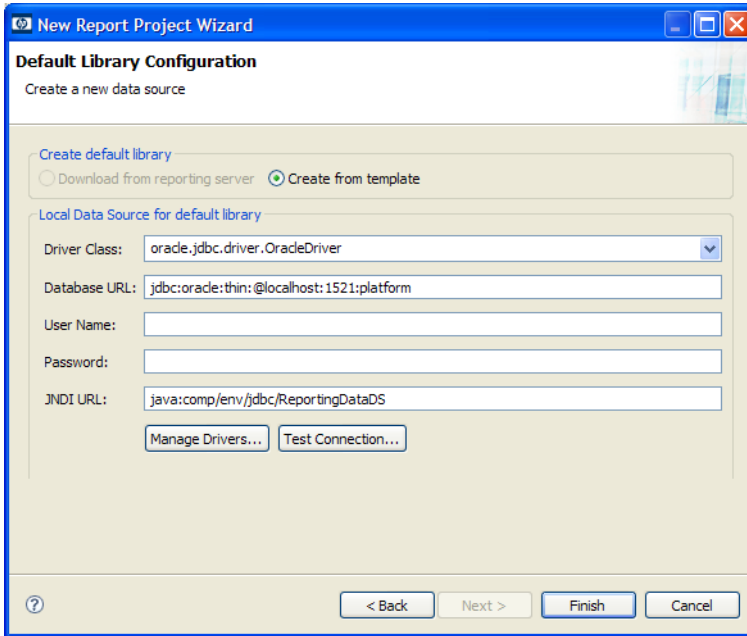 New Report Project Wizard
Default Library Configuration
Create a new data source
Create default library
Download from reporting server Create from template
Local Data Source for default library
Driver Class: oracle.jdbc.driver.OracleDriver
Database URL: jdbc:oracle:thin:@localhost:1521:platform
User Name:
Password:
JNDI URL: java:comp/env/jdbc/ReportingDataDS
Manage Drivers... Test Connection...
? < Back Next > Finish Cancel